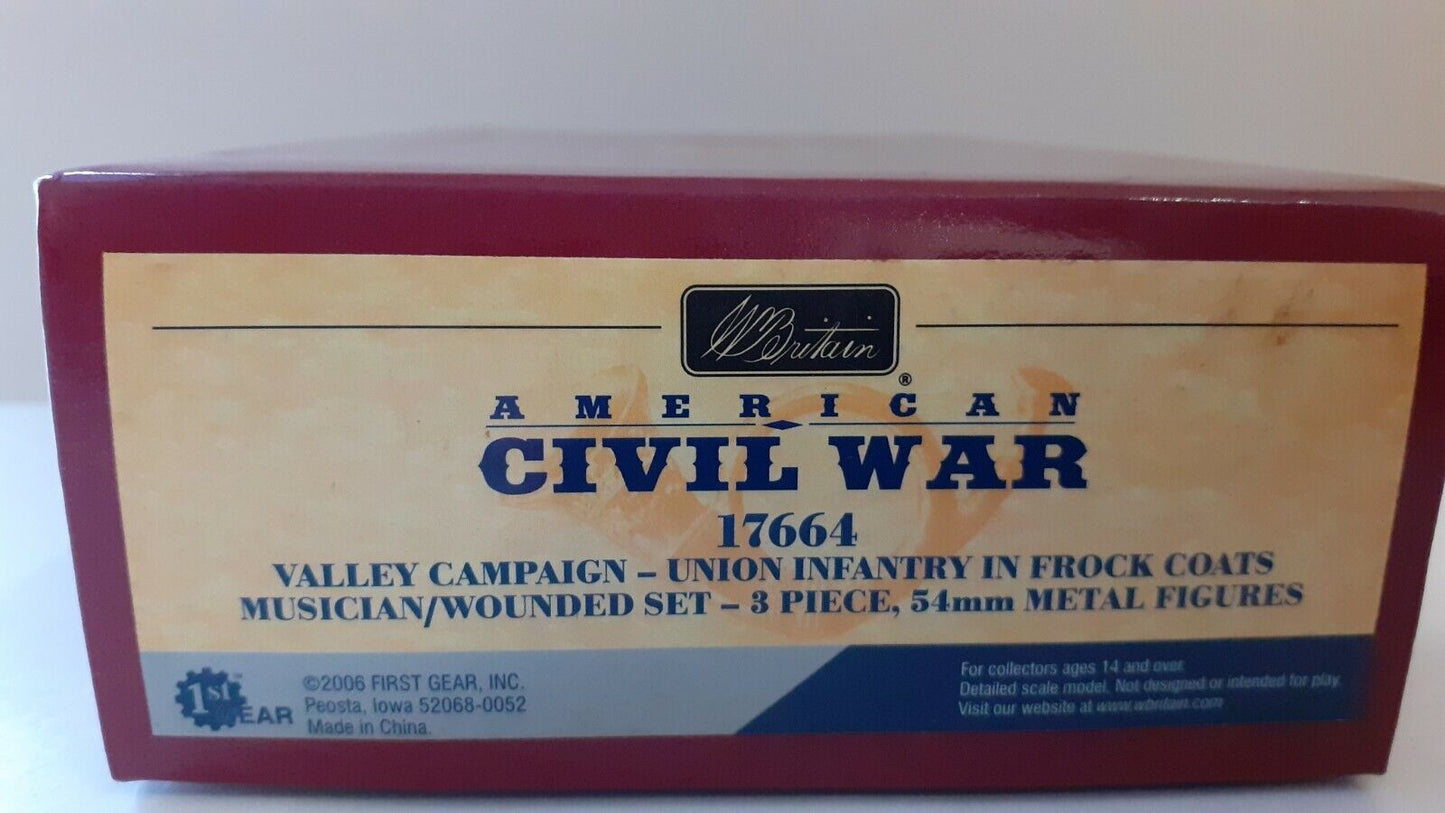 WBritain
®
AMERICAN
CIVIL WAR
17664
VALLEY CAMPAIGN – UNION INFANTRY IN FROCK COATS
MUSICIAN/WOUNDED SET – 3 PIECE, 54mm METAL FIGURES
1ST
GEAR
©2006 FIRST GEAR, INC.
Peosta, Iowa 52068-0052
Made in China.
For collectors ages 14 and over.
Detailed scale model. Not designed or intended for play.
Visit our website at www.wbritain.com